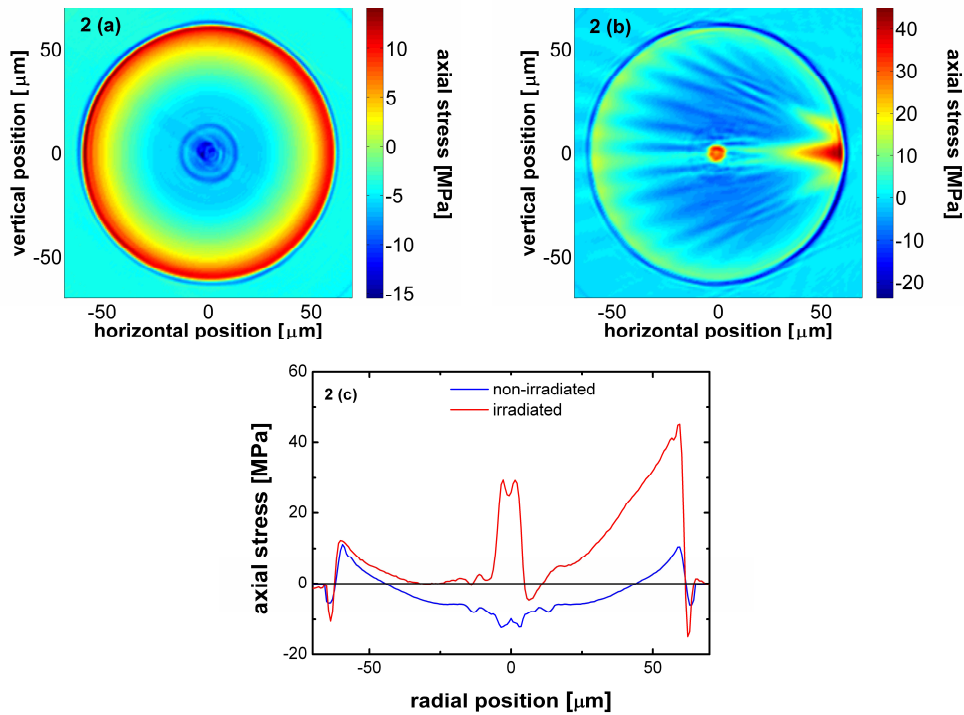 2 (a)
50
0
-50
vertical position [μm]
-50
0
50
horizontal position [μm]
10
5
0
-5
-10
-15
axial stress [MPa]
2 (b)
50
0
-50
vertical position [μm]
-50
0
50
horizontal position [μm]
40
30
20
10
0
-10
-20
axial stress [MPa]
2 (c)
non-irradiated
irradiated
60
40
20
0
-20
axial stress [MPa]
-50
0
50
radial position [μm]